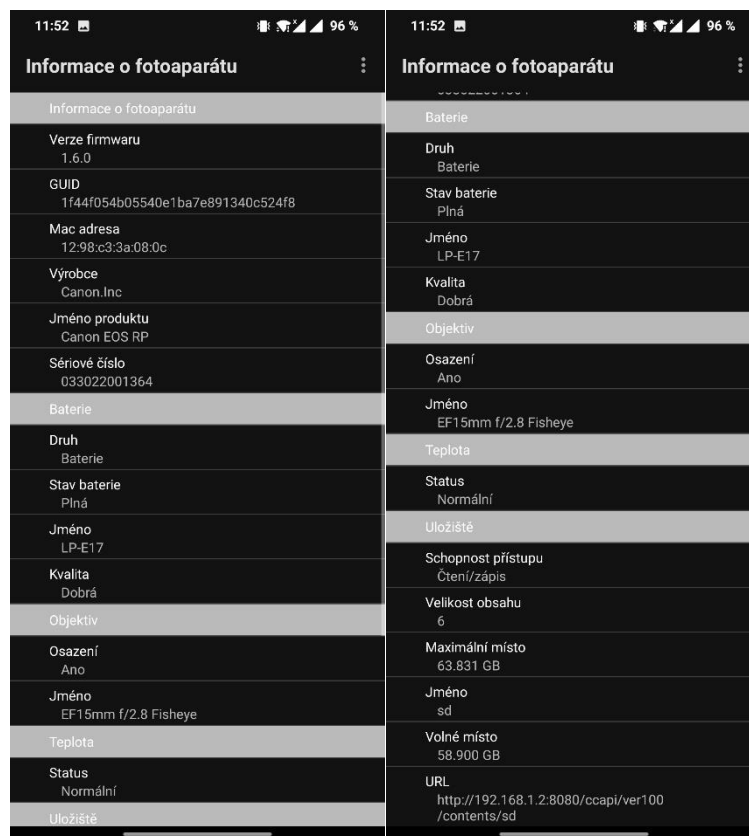 11:52 96 %
Informace o fotoaparátu
Informace o fotoaparátu
Verze firmwaru
1.6.0
GUID
1f44f054b05540e1ba7e891340c524f8
Mac adresa
12:98:c3:3a:08:0c
Výrobce
Canon.Inc
Jméno produktu
Canon EOS RP
Sériové číslo
033022001364
Baterie
Druh
Baterie
Stav baterie
Plná
Jméno
LP-E17
Kvalita
Dobrá
Objektiv
Osazení
Ano
Jméno
EF15mm f/2.8 Fisheye
Teplota
Status
Normální
Uložiště
11:52 96 %
Informace o fotoaparátu
Baterie
Druh
Baterie
Stav baterie
Plná
Jméno
LP-E17
Kvalita
Dobrá
Objektiv
Osazení
Ano
Jméno
EF15mm f/2.8 Fisheye
Teplota
Status
Normální
Uložiště
Schopnost přístupu
Čtení/zápis
Velikost obsahu
6
Maximální místo
63.831 GB
Jméno
sd
Volné místo
58.900 GB
URL
http://192.168.1.2:8080/ccapi/ver100
/contents/sd